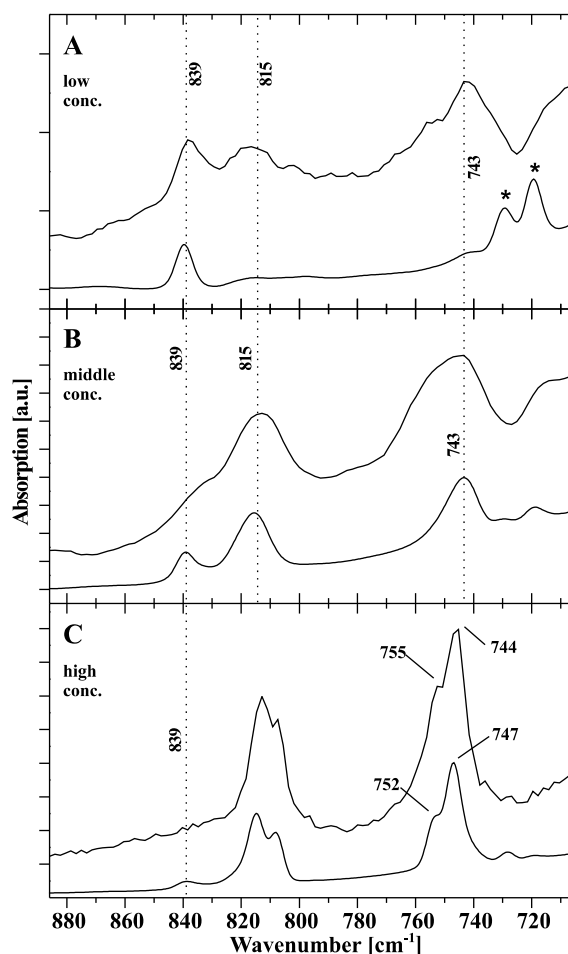 A
low
conc.
839
815
743
* *
B
middle
conc.
839
815
743
C
high
conc.
839
755
744
752
747
Absorption [a.u.]
880 860 840 820 800 780 760 740 720
Wavenumber [cm⁻¹]